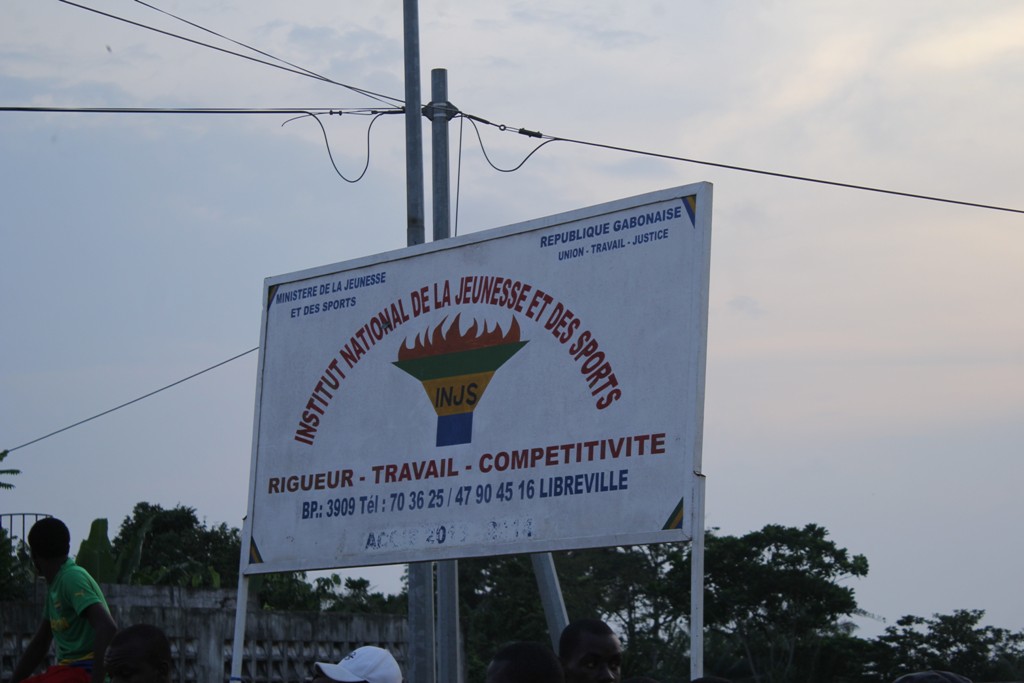 MINISTERE DE LA JEUNESSE
ET DES SPORTS
REPUBLIQUE GABONAISE
UNION - TRAVAIL - JUSTICE
INSTITUT NATIONAL DE LA JEUNESSE ET DES SPORTS
INJS
RIGUEUR - TRAVAIL - COMPETITIVITE
BP.: 3909 Tél : 70 36 25 / 47 90 45 16 LIBREVILLE